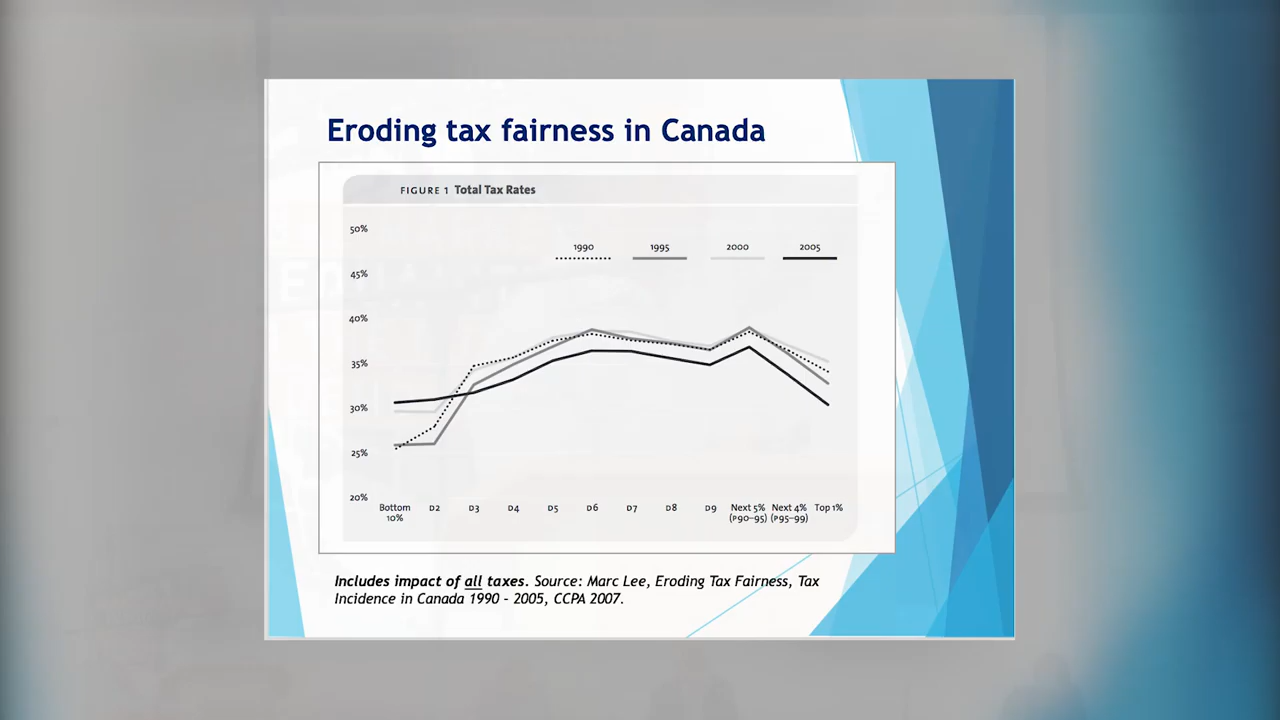 Eroding tax fairness in Canada
FIGURE 1 Total Tax Rates
50%
1990 1995 2000 2005
45%
40%
35%
30%
25%
20%
Bottom 10% D2 D3 D4 D5 D6 D7 D8 D9 Next 5% (P90–95) Next 4% (P95–99) Top 1%
Includes impact of all taxes. Source: Marc Lee, Eroding Tax Fairness, Tax
Incidence in Canada 1990 – 2005, CCPA 2007.